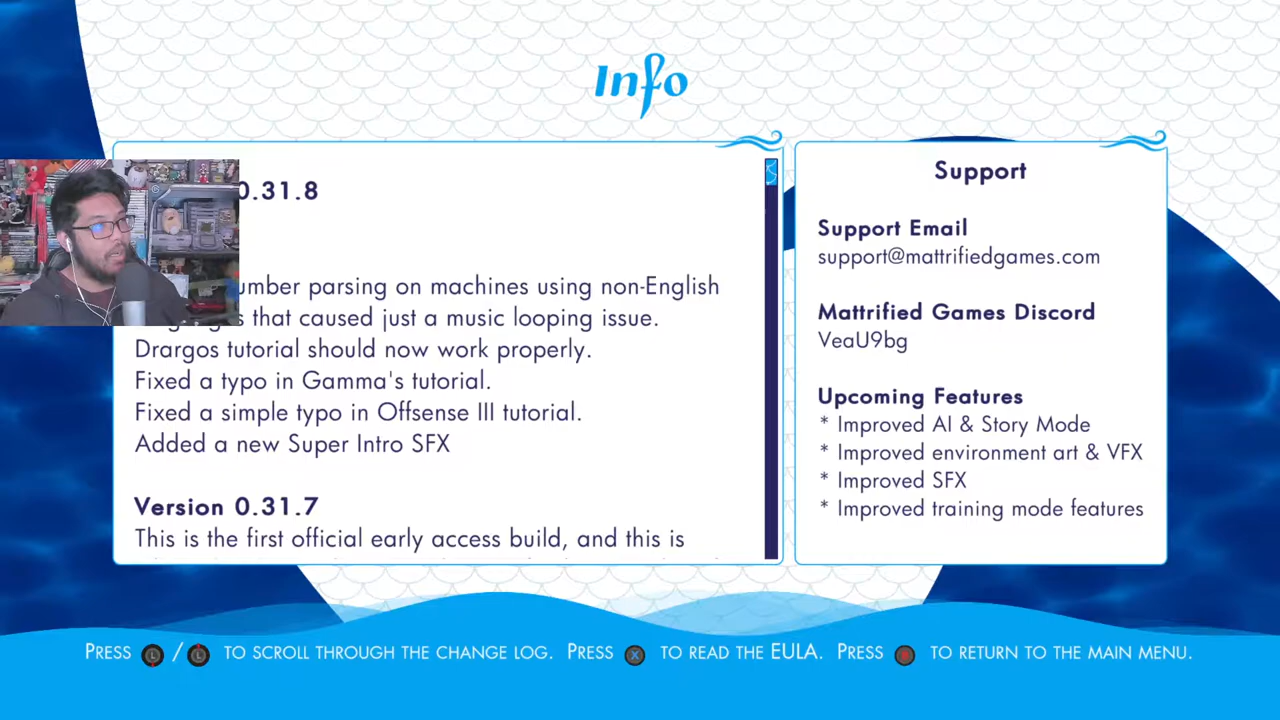 Info
0.31.8
umber parsing on machines using non-English
that caused just a music looping issue.
Drargos tutorial should now work properly.
Fixed a typo in Gamma's tutorial.
Fixed a simple typo in Offsense III tutorial.
Added a new Super Intro SFX
Version 0.31.7
This is the first official early access build, and this is
Support
Support Email
support@mattrifiedgames.com
Mattrified Games Discord
VeaU9bg
Upcoming Features
* Improved AI & Story Mode
* Improved environment art & VFX
* Improved SFX
* Improved training mode features
PRESS L / L TO SCROLL THROUGH THE CHANGE LOG. PRESS X TO READ THE EULA. PRESS TO RETURN TO THE MAIN MENU.